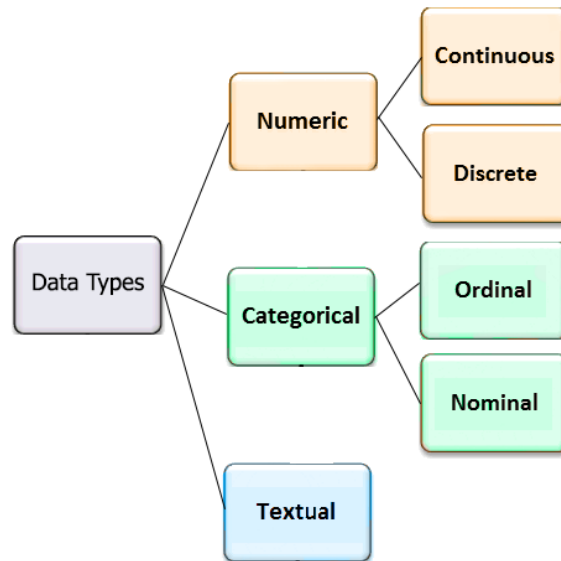 Continuous
Numeric
Discrete
Data Types
Ordinal
Categorical
Nominal
Textual